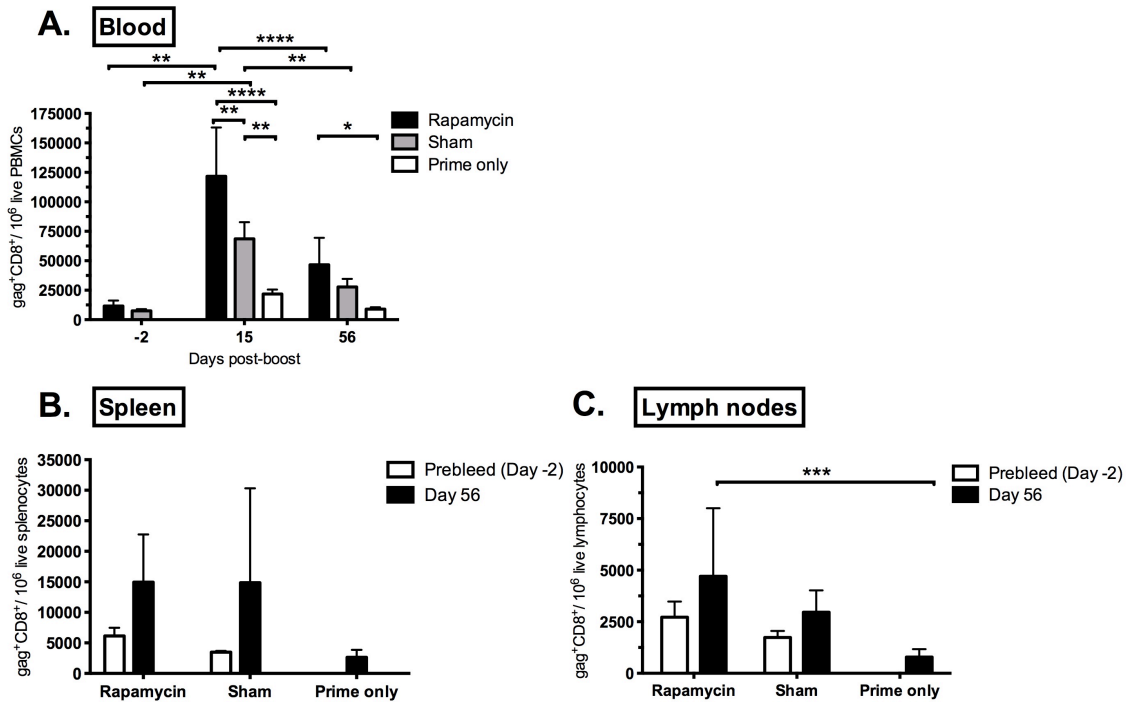 A. Blood
****
** **
**
****
**
** *
175000
150000
125000
100000
75000
50000
25000
0
gag⁺CD8⁺/ 10⁶ live PBMCs
Rapamycin
Sham
Prime only
-2 15 56
Days post-boost
B. Spleen
35000
30000
25000
20000
15000
10000
5000
0
gag⁺CD8⁺/ 10⁶ live splenocytes
Prebleed (Day -2)
Day 56
Rapamycin Sham Prime only
C. Lymph nodes
10000
7500
5000
2500
0
gag⁺CD8⁺/ 10⁶ live lymphocytes
***
Prebleed (Day -2)
Day 56
Rapamycin Sham Prime only